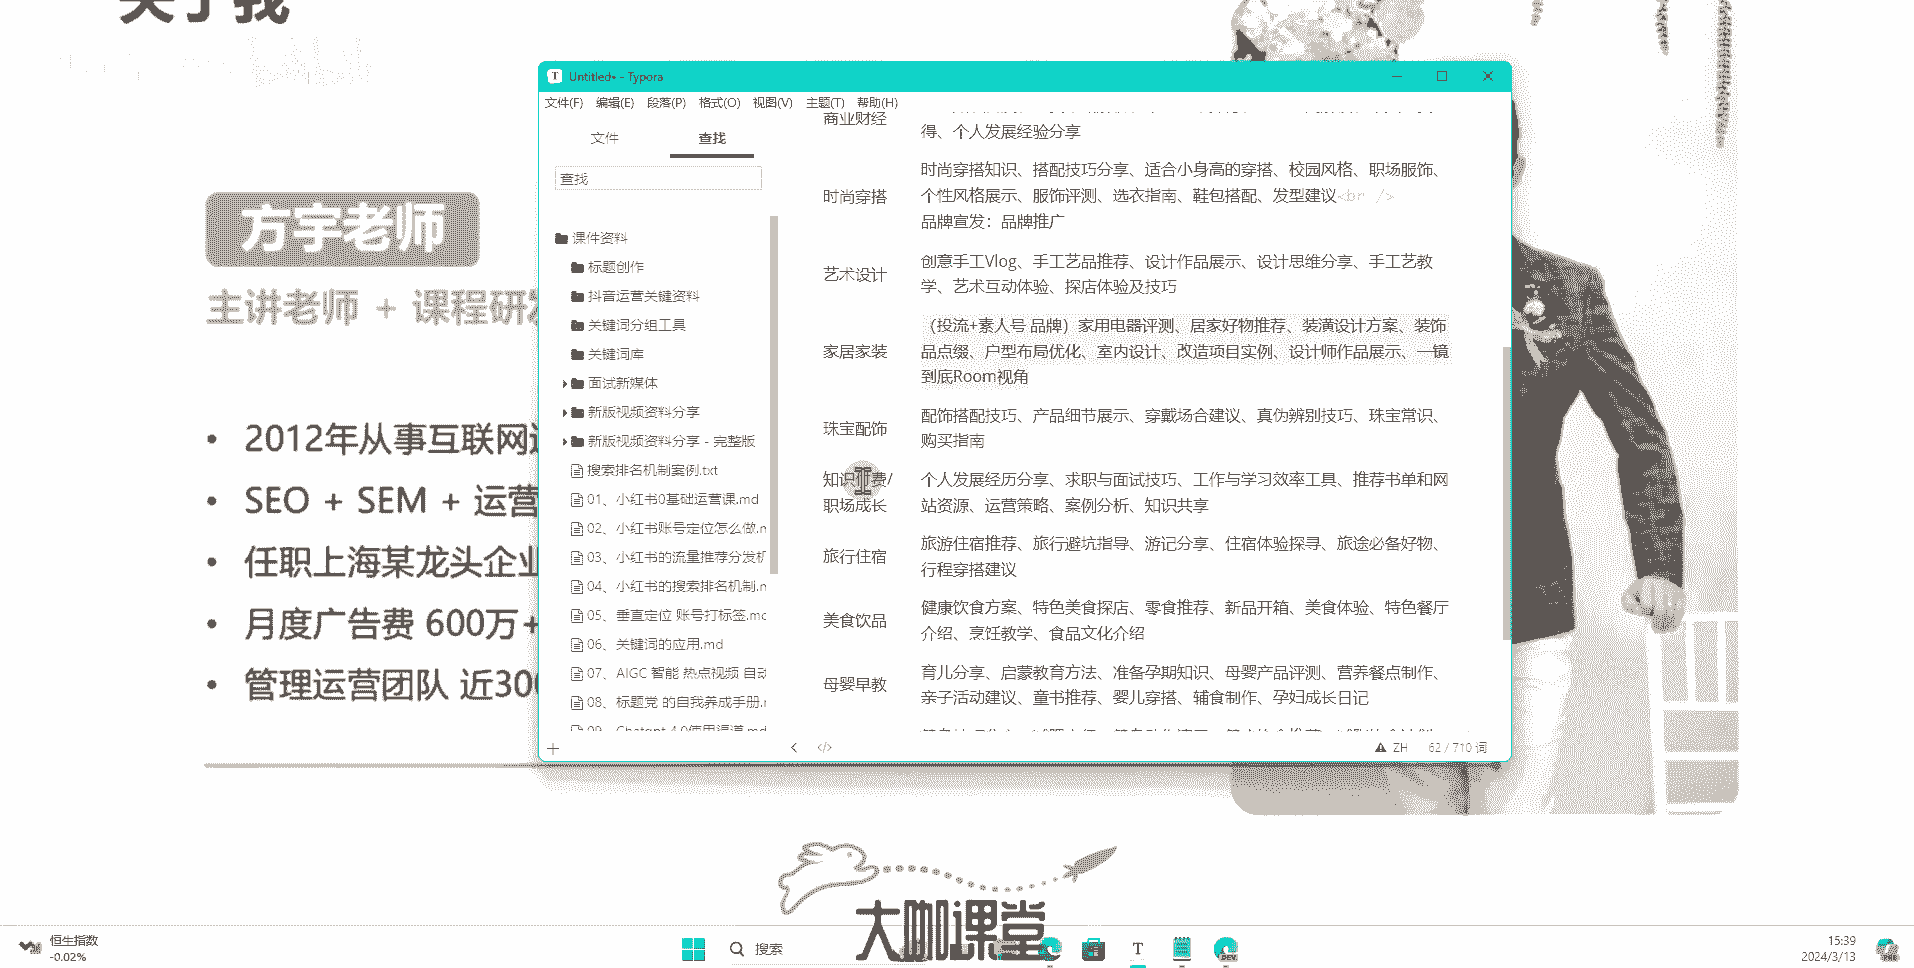 关于我
方宇老师
主讲老师 + 课程研
• 2012年从事互联网
• SEO + SEM + 运营
• 任职上海某龙头企业
• 月度广告费 600万+
• 管理运营团队 近300
Untitled• - Typora
文件(F) 编辑(E) 段落(P) 格式(O) 视图(V) 主题(T) 帮助(H)
文件 查找
查找
课件资料
标题创作
抖音运营关键资料
关键词分组工具
关键词库
面试新媒体
新版视频资料分享
新版视频资料分享 - 完整版
搜索排名机制案例.txt
01、小红书0基础运营课.md
02、小红书账号定位怎么做.m
03、小红书的流量推荐分发机
04、小红书的搜索排名机制.m
05、垂直定位 账号打标签.mc
06、关键词的应用.md
07、AIGC 智能 热点视频 自动
08、标题党 的自我养成手册.r
09、Chatgpt 4.0使用渠道.md
商业财经
得、个人发展经验分享
时尚穿搭
时尚穿搭知识、搭配技巧分享、适合小身高的穿搭、校园风格、职场服饰、
个性风格展示、服饰评测、选衣指南、鞋包搭配、发型建议<br />
品牌宣发：品牌推广
艺术设计
创意手工Vlog、手工艺品推荐、设计作品展示、设计思维分享、手工艺教
学、艺术互动体验、探店体验及技巧
家居家装
（投流+素人号 品牌）家用电器评测、居家好物推荐、装潢设计方案、装饰
品点缀、户型布局优化、室内设计、改造项目实例、设计师作品展示、一镜
到底Room视角
珠宝配饰
配饰搭配技巧、产品细节展示、穿戴场合建议、真伪辨别技巧、珠宝常识、
购买指南
知识付费/
职场成长
个人发展经历分享、求职与面试技巧、工作与学习效率工具、推荐书单和网
站资源、运营策略、案例分析、知识共享
旅行住宿
旅游住宿推荐、旅行避坑指导、游记分享、住宿体验探寻、旅途必备好物、
行程穿搭建议
美食饮品
健康饮食方案、特色美食探店、零食推荐、新品开箱、美食体验、特色餐厅
介绍、烹饪教学、食品文化介绍
母婴早教
育儿分享、启蒙教育方法、准备孕期知识、母婴产品评测、营养餐点制作、
亲子活动建议、童书推荐、婴儿穿搭、辅食制作、孕妇成长日记
ZH 62 / 710 词
大咖课堂
恒生指数
-0.02%
搜索
15:39
2024/3/13